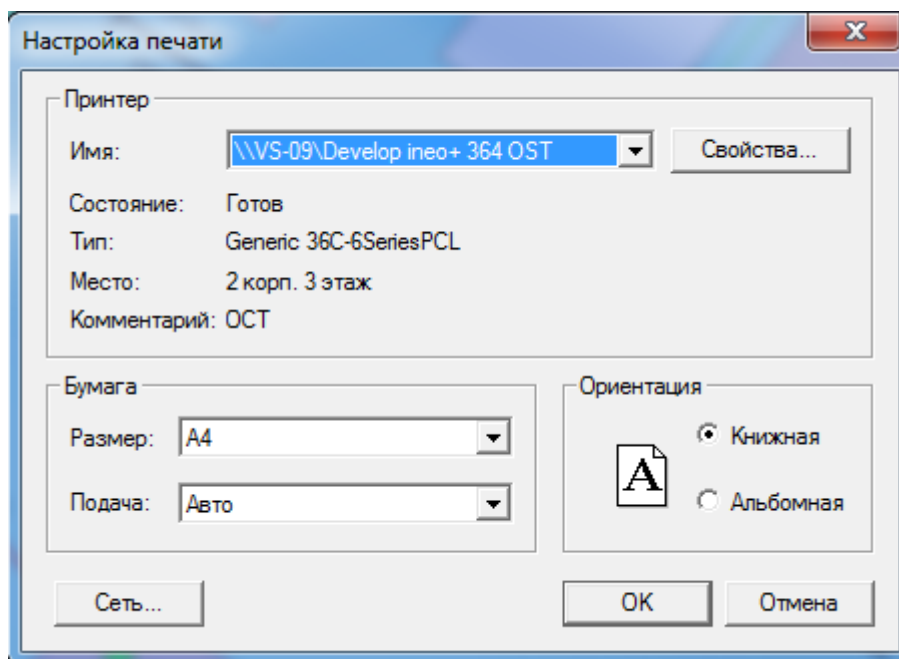 Настройка печати
Принтер
Имя: \\VS-09\Develop ineo+ 364 OST Свойства...
Состояние: Готов
Тип: Generic 36C-6SeriesPCL
Место: 2 корп. 3 этаж
Комментарий: ОСТ
Бумага
Размер: A4
Подача: Авто
Ориентация
A
Книжная
Альбомная
Сеть... OK Отмена